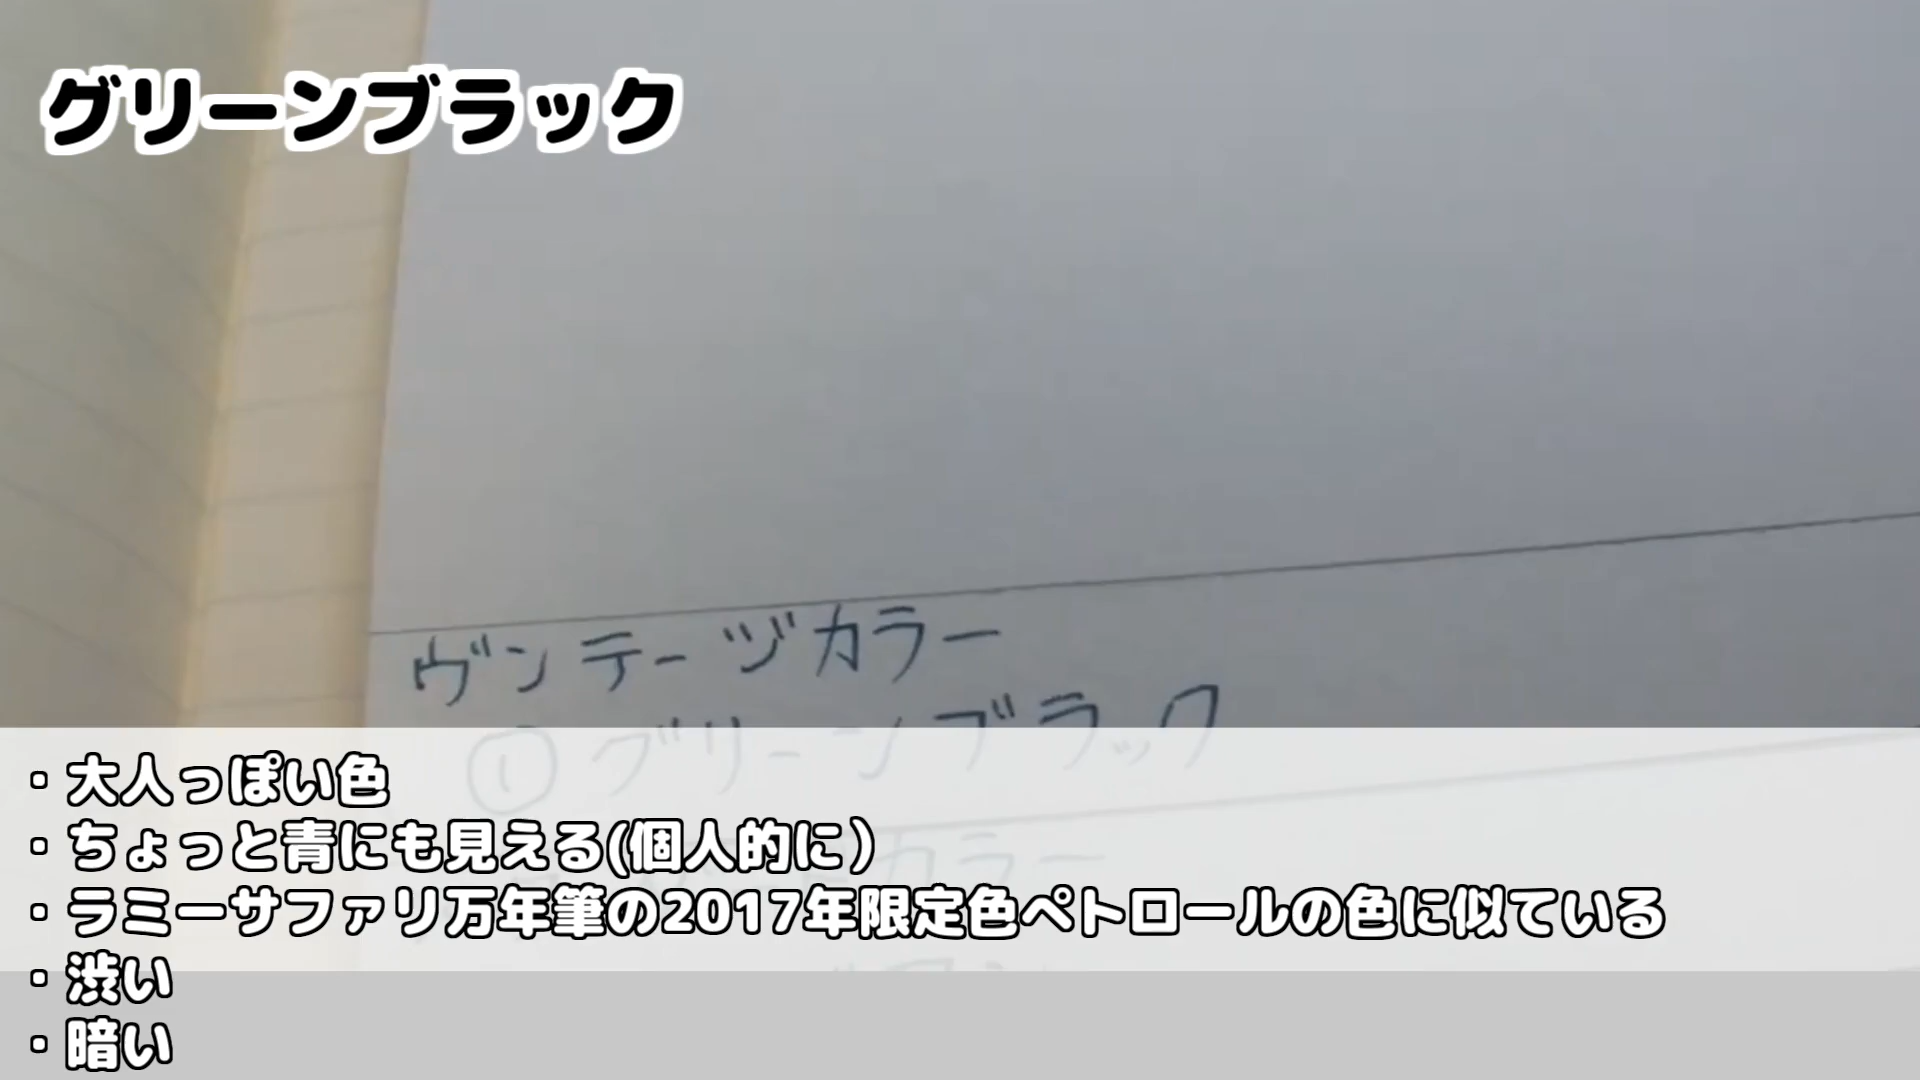 グリーンブラック
ヴンテージカラー
①グリーンブラック
カラー
・大人っぽい色
・ちょっと青にも見える(個人的に）
・ラミーサファリ万年筆の2017年限定色ペトロールの色に似ている
・渋い
・暗い